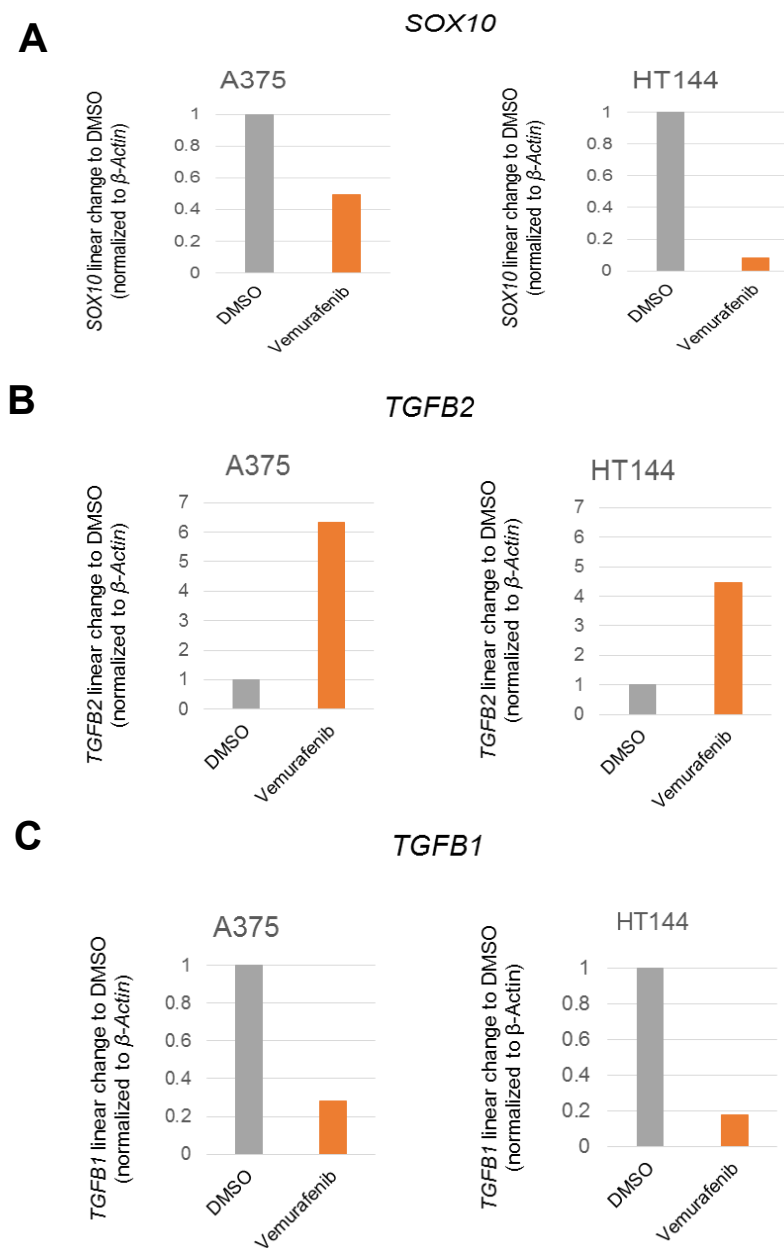 A
SOX10
A375
SOX10 linear change to DMSO
(normalized to β-Actin)
1
0.8
0.6
0.4
0.2
0
DMSO
Vemurafenib
HT144
SOX10 linear change to DMSO
(normalized to β-Actin)
1
0.8
0.6
0.4
0.2
0
DMSO
Vemurafenib
B
TGFB2
A375
TGFB2 linear change to DMSO
(normalized to β-Actin)
7
6
5
4
3
2
1
0
DMSO
Vemurafenib
HT144
TGFB2 linear change to DMSO
(normalized to β-Actin)
7
6
5
4
3
2
1
0
DMSO
Vemurafenib
C
TGFB1
A375
TGFB1 linear change to DMSO
(normalized to β-Actin)
1
0.8
0.6
0.4
0.2
0
DMSO
Vemurafenib
HT144
TGFB1 linear change to DMSO
(normalized to β-Actin)
1
0.8
0.6
0.4
0.2
0
DMSO
Vemurafenib